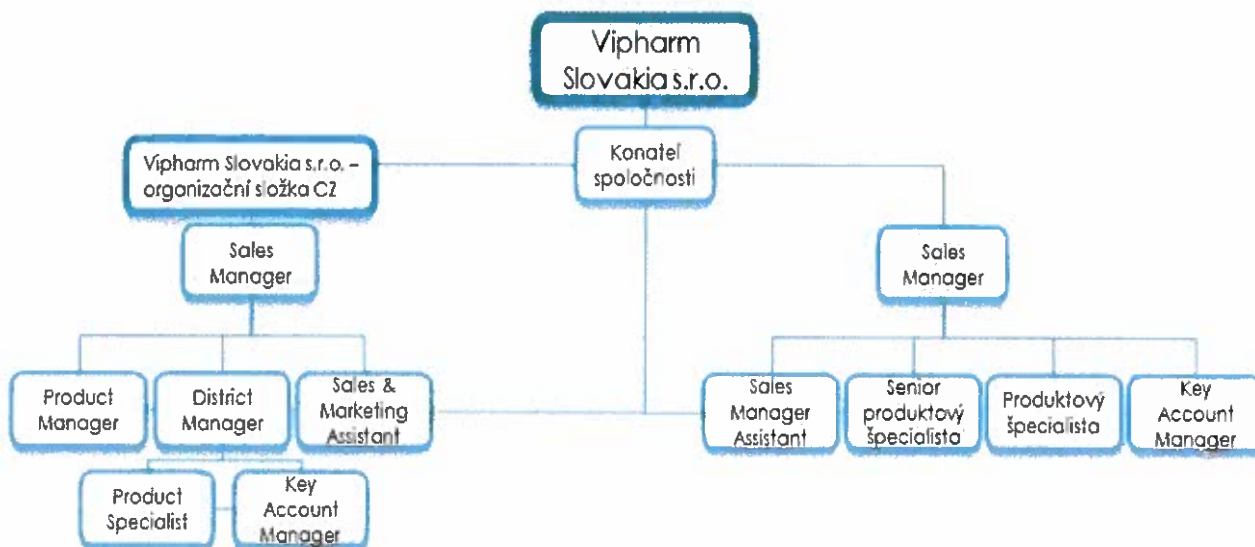 Vipharm
Slovakia s.r.o.
Konateľ
spoločnosti
Vipharm Slovakia s.r.o. –
organizační složka CZ
Sales
Manager
Sales
Manager
Product
Manager
District
Manager
Sales &
Marketing
Assistant
Sales
Manager
Assistant
Senior
produktový
špecialista
Produktový
špecialista
Key
Account
Manager
Product
Specialist
Key
Account
Manager